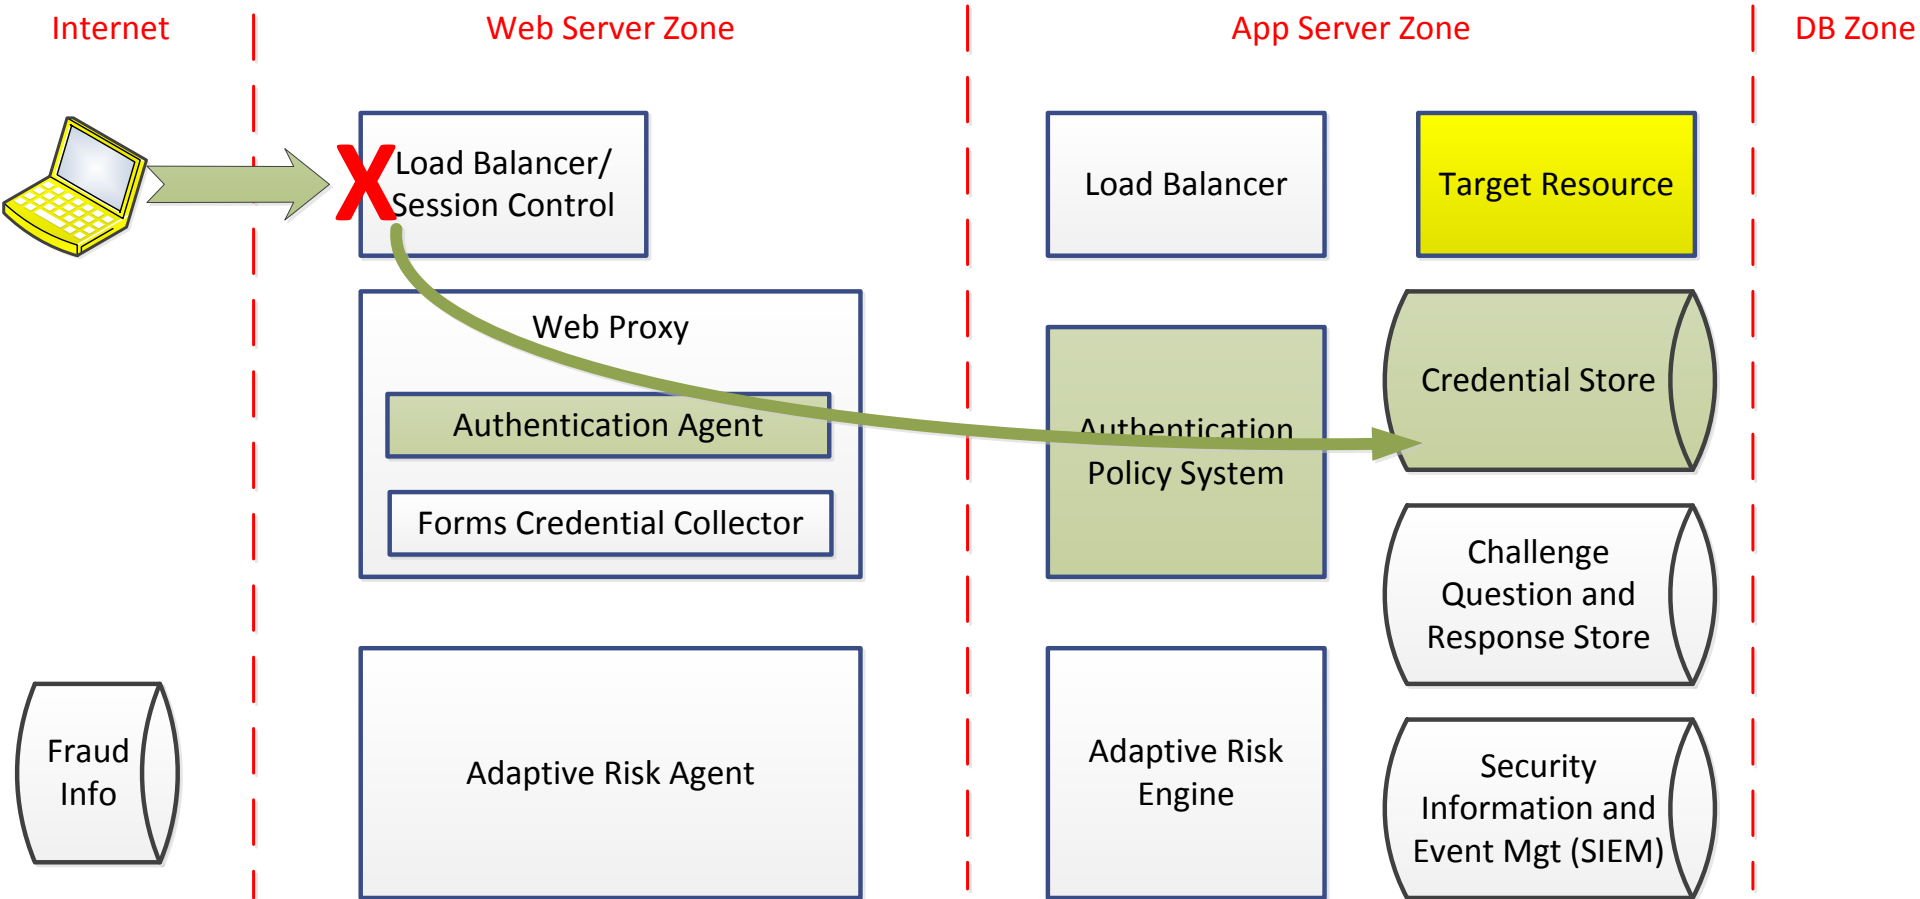 Internet
Web Server Zone
App Server Zone
DB Zone
X
Load Balancer/
Session Control
Load Balancer
Target Resource
Web Proxy
Authentication Agent
Forms Credential Collector
Authentication
Policy System
Credential Store
Challenge
Question and
Response Store
Fraud
Info
Adaptive Risk Agent
Adaptive Risk
Engine
Security
Information and
Event Mgt (SIEM)